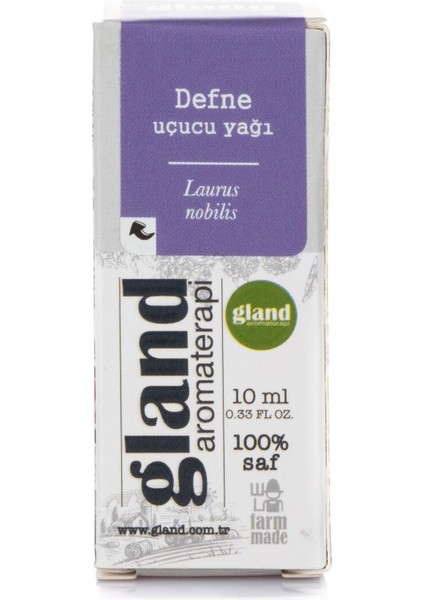 Defne
uçucu yağı
Laurus
nobilis
gland
aromaterapi
gland
aromaterapi
10 ml
0.33 FL OZ.
100%
saf
www.gland.com.tr
farm
made